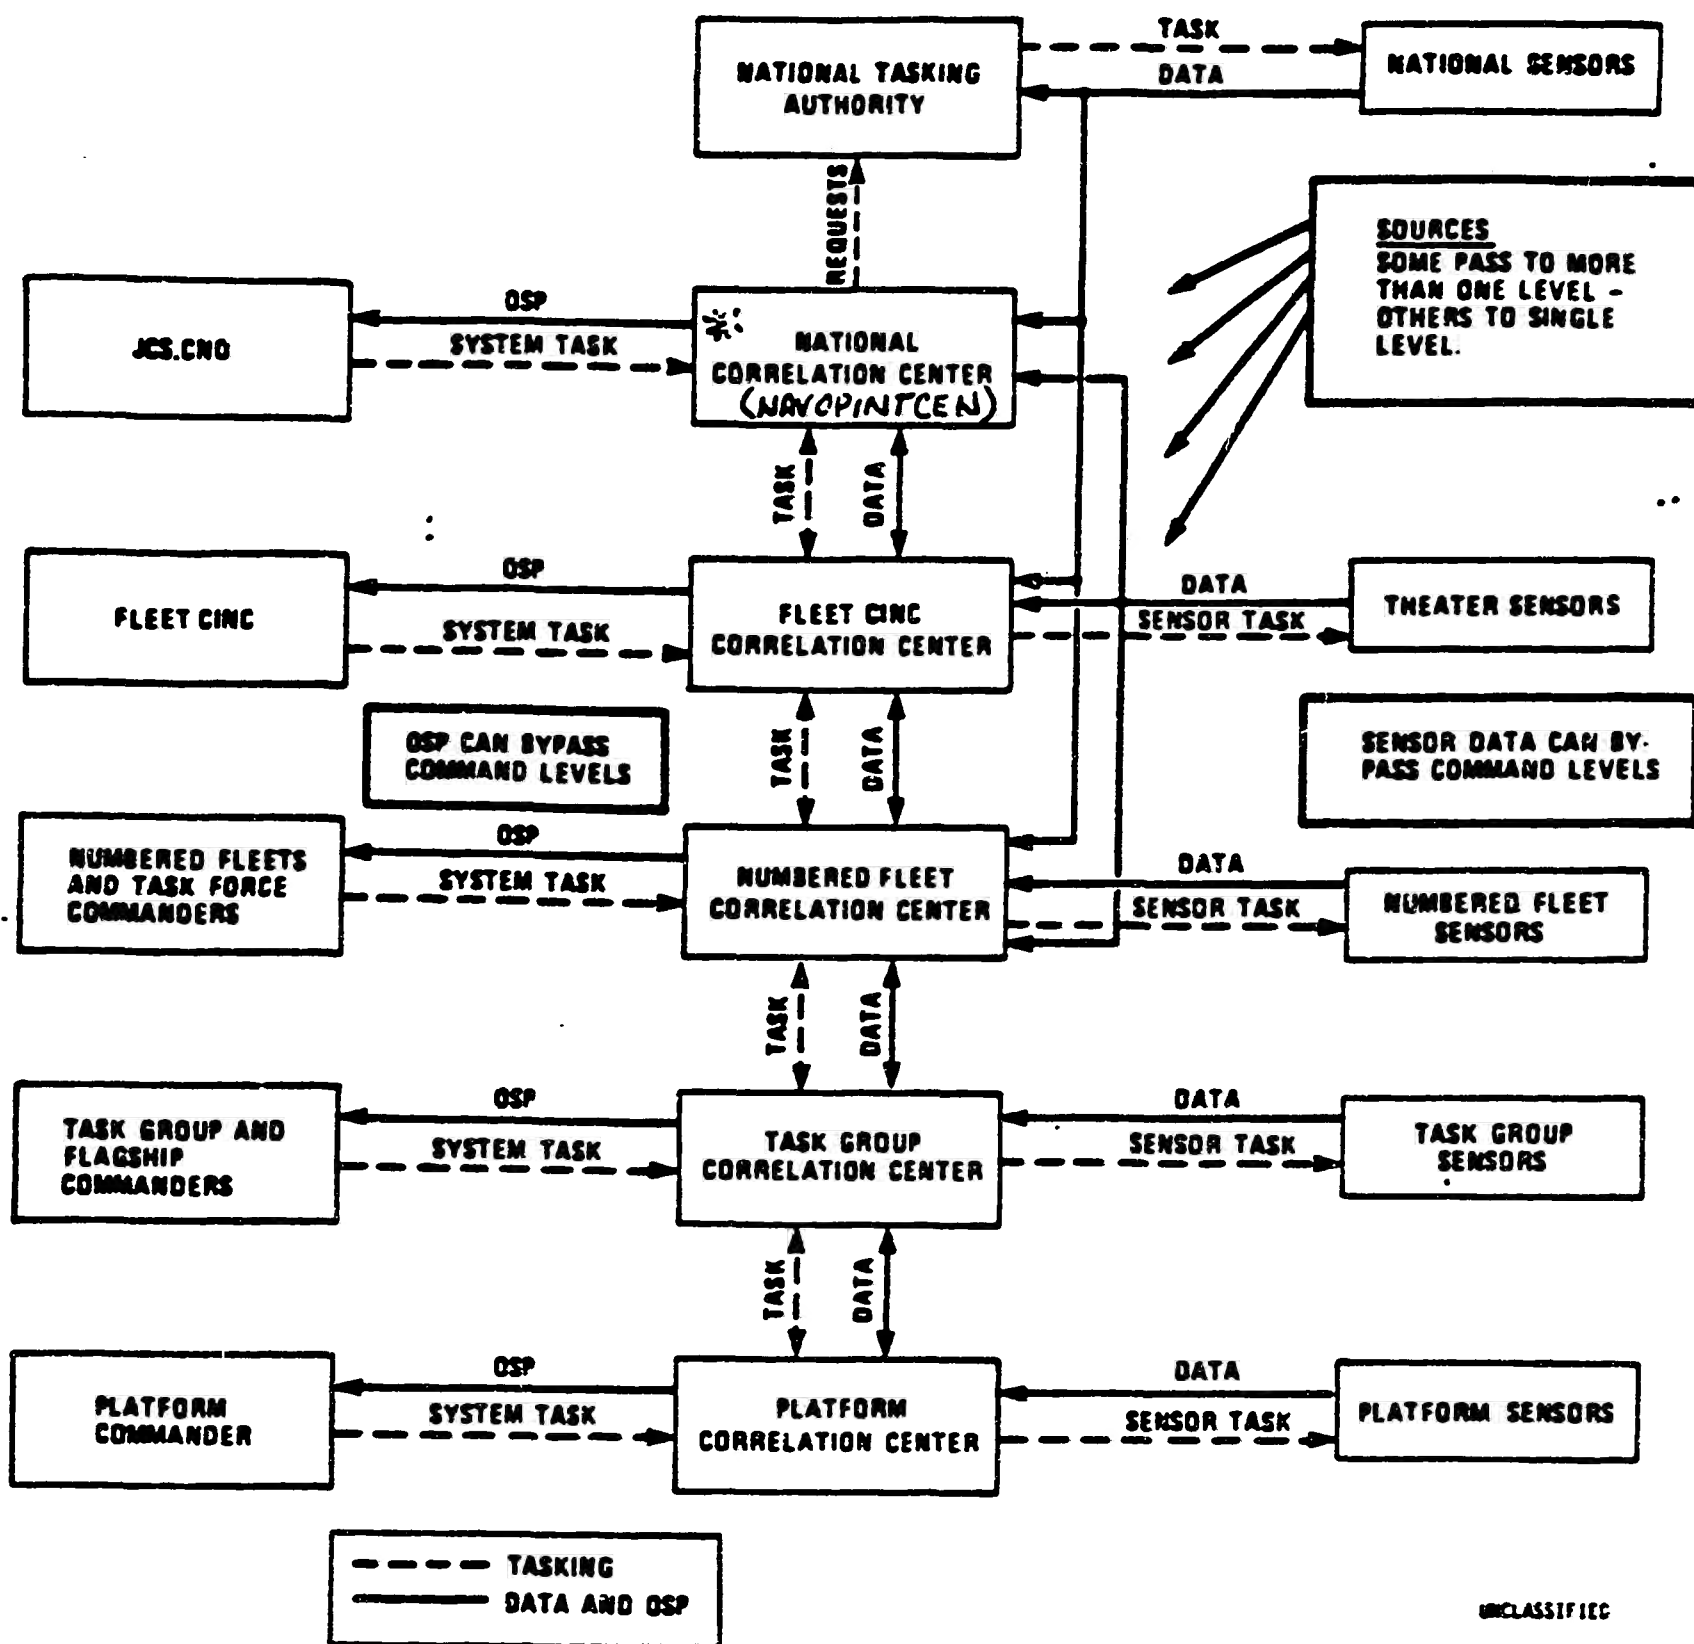 TASK
NATIONAL TASKING
AUTHORITY
DATA
NATIONAL SENSORS
REQUESTS
SOURCES
SOME PASS TO MORE
THAN ONE LEVEL -
OTHERS TO SINGLE
LEVEL.
JCS.CNO
OSP
SYSTEM TASK
NATIONAL
CORRELATION CENTER
(NAVOPINTCEN)
TASK
DATA
FLEET CINC
OSP
SYSTEM TASK
FLEET CINC
CORRELATION CENTER
DATA
SENSOR TASK
THEATER SENSORS
OSP CAN BYPASS
COMMAND LEVELS
TASK
DATA
SENSOR DATA CAN BY-
PASS COMMAND LEVELS
NUMBERED FLEETS
AND TASK FORCE
COMMANDERS
OSP
SYSTEM TASK
NUMBERED FLEET
CORRELATION CENTER
DATA
SENSOR TASK
NUMBERED FLEET
SENSORS
TASK
DATA
TASK GROUP AND
FLAGSHIP
COMMANDERS
OSP
SYSTEM TASK
TASK GROUP
CORRELATION CENTER
DATA
SENSOR TASK
TASK GROUP
SENSORS
TASK
DATA
PLATFORM
COMMANDER
OSP
SYSTEM TASK
PLATFORM
CORRELATION CENTER
DATA
SENSOR TASK
PLATFORM SENSORS
TASKING
DATA AND OSP
UNCLASSIFIED